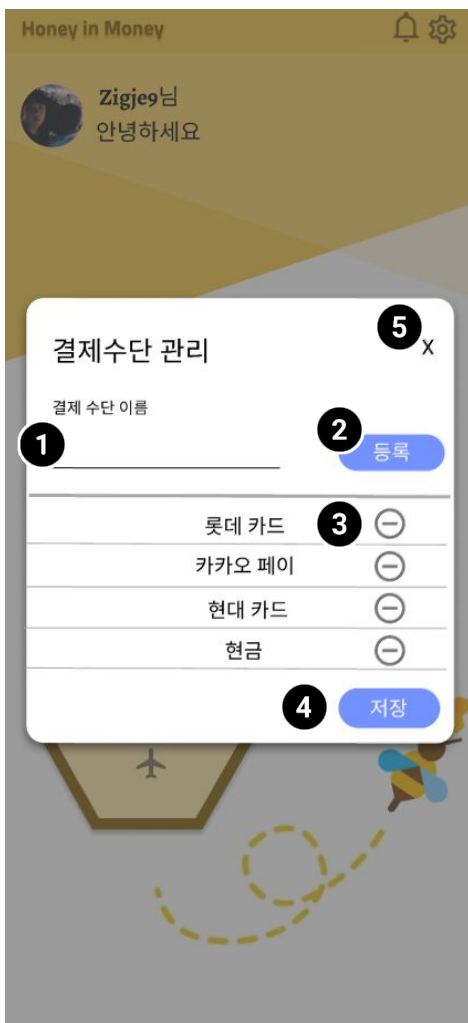 Honey in Money
Zigje9님
안녕하세요
5
결제수단 관리
X
결제 수단 이름
1
2
등록
롯데 카드
3
카카오 페이
현대 카드
현금
4
저장